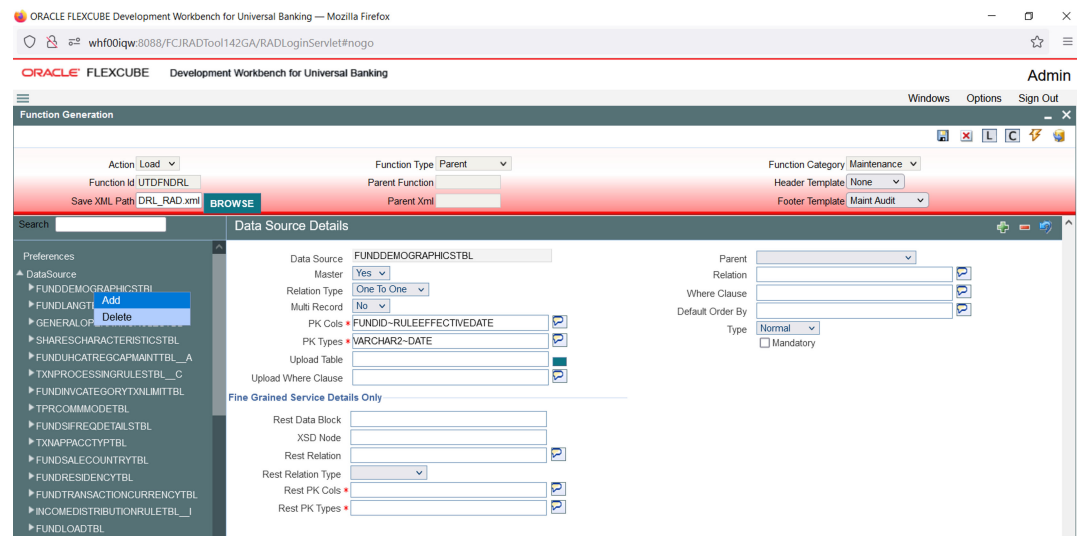 ORACLE FLEXCUBE Development Workbench for Universal Banking — Mozilla Firefox
whf00iqw:8088/FCJRADTool142GA/RADLoginServlet#nogo
ORACLE FLEXCUBE Development Workbench for Universal Banking
Admin
Windows Options Sign Out
Function Generation
L C
Action Load Function Type Parent Function Category Maintenance
Function Id UTDFNDRL Parent Function Header Template None
Save XML Path DRL_RAD.xml BROWSE Parent Xml Footer Template Maint Audit
Search Data Source Details
Preferences
DataSource
FUNDDEMOGRAPHICSTBL
Add
Delete
SHARESCHARACTERISTICSTBL
FUNDUHCATREGCAPMAINTTBL__A
TXNPROCESSINGRULESTBL__C
FUNDINVCATEGORYTXNLIMITTBL
TPRCOMMMODETBL
FUNDSIFREQDETAILSTBL
TXNAPPACCTYPTBL
FUNDSALECOUNTRYTBL
FUNDRESIDENCYTBL
FUNDTRANSACTIONCURRENCYTBL
INCOMEDISTRIBUTIONRULETBL__I
FUNDLOADTBL
Data Source FUNDDEMOGRAPHICSTBL
Master Yes
Relation Type One To One
Multi Record No
PK Cols * FUNDID~RULEEFFECTIVEDATE
PK Types * VARCHAR2~DATE
Upload Table
Upload Where Clause
Parent
Relation
Where Clause
Default Order By
Type Normal
Mandatory
Fine Grained Service Details Only
Rest Data Block
XSD Node
Rest Relation
Rest Relation Type
Rest PK Cols *
Rest PK Types *